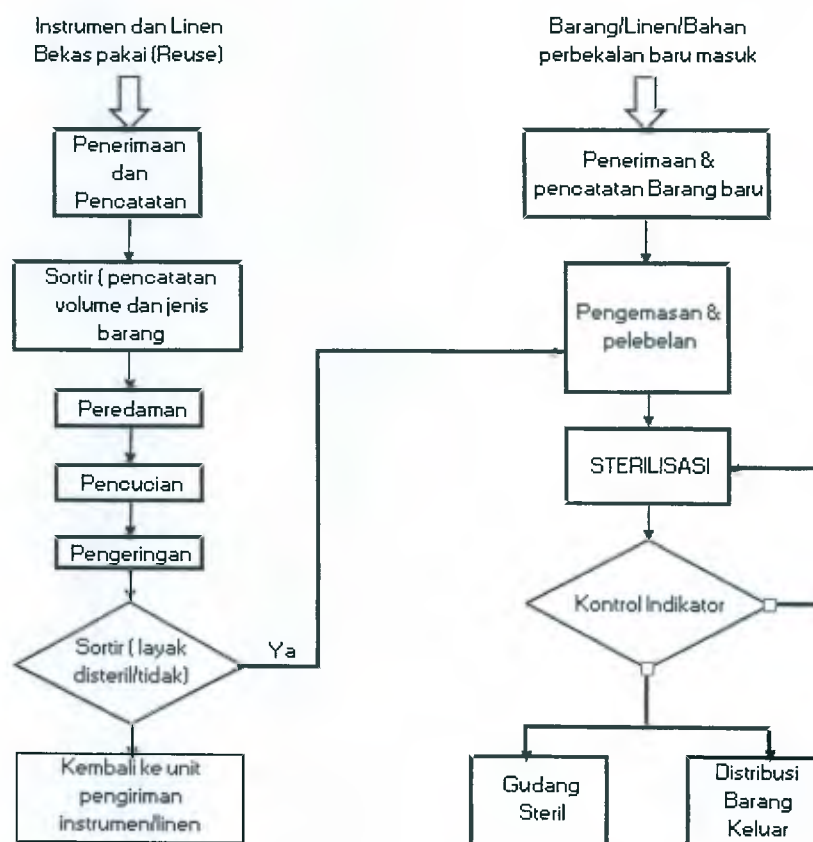 Instrumen dan Linen
Bekas pakai (Reuse)
Penerimaan
dan
Pencatatan
Sortir ( pencatatan
volume dan jenis
barang
Peredaman
Pencucian
Pengeringan
Sortir ( layak
disteril/tidak)
Ya
Kembali ke unit
pengiriman
instrumen/linen
Barang/Linen/Bahan
perbekalan baru masuk
Penerimaan &
pencatatan Barang baru
Pengemasan &
pelebelan
STERILISASI
Kontrol Indikator
Gudang
Steril
Distribusi
Barang
Keluar